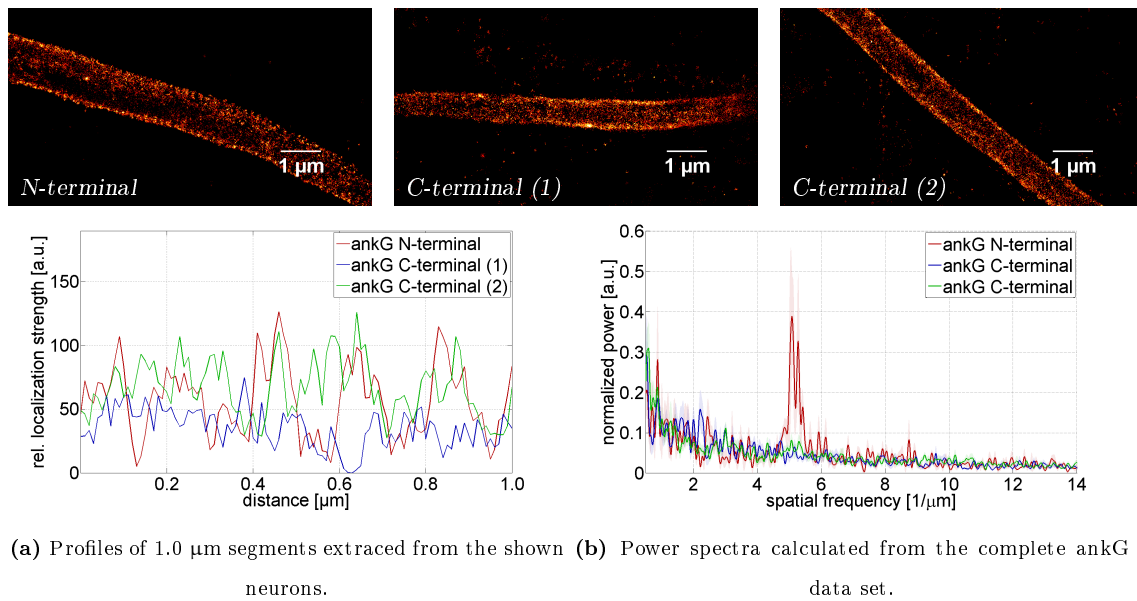 1 µm
N-terminal
1 µm
C-terminal (1)
1 µm
C-terminal (2)
rel. localization strength [a.u.]
150
100
50
0
0.2 0.4 0.6 0.8 1.0
distance [µm]
ankG N-terminal
ankG C-terminal (1)
ankG C-terminal (2)
normalized power [a.u.]
0.6
0.5
0.4
0.3
0.2
0.1
0
2 4 6 8 10 12 14
spatial frequency [1/µm]
ankG N-terminal
ankG C-terminal
ankG C-terminal
(a) Profiles of 1.0 µm segments extraced from the shown
neurons.
(b) Power spectra calculated from the complete ankG
data set.